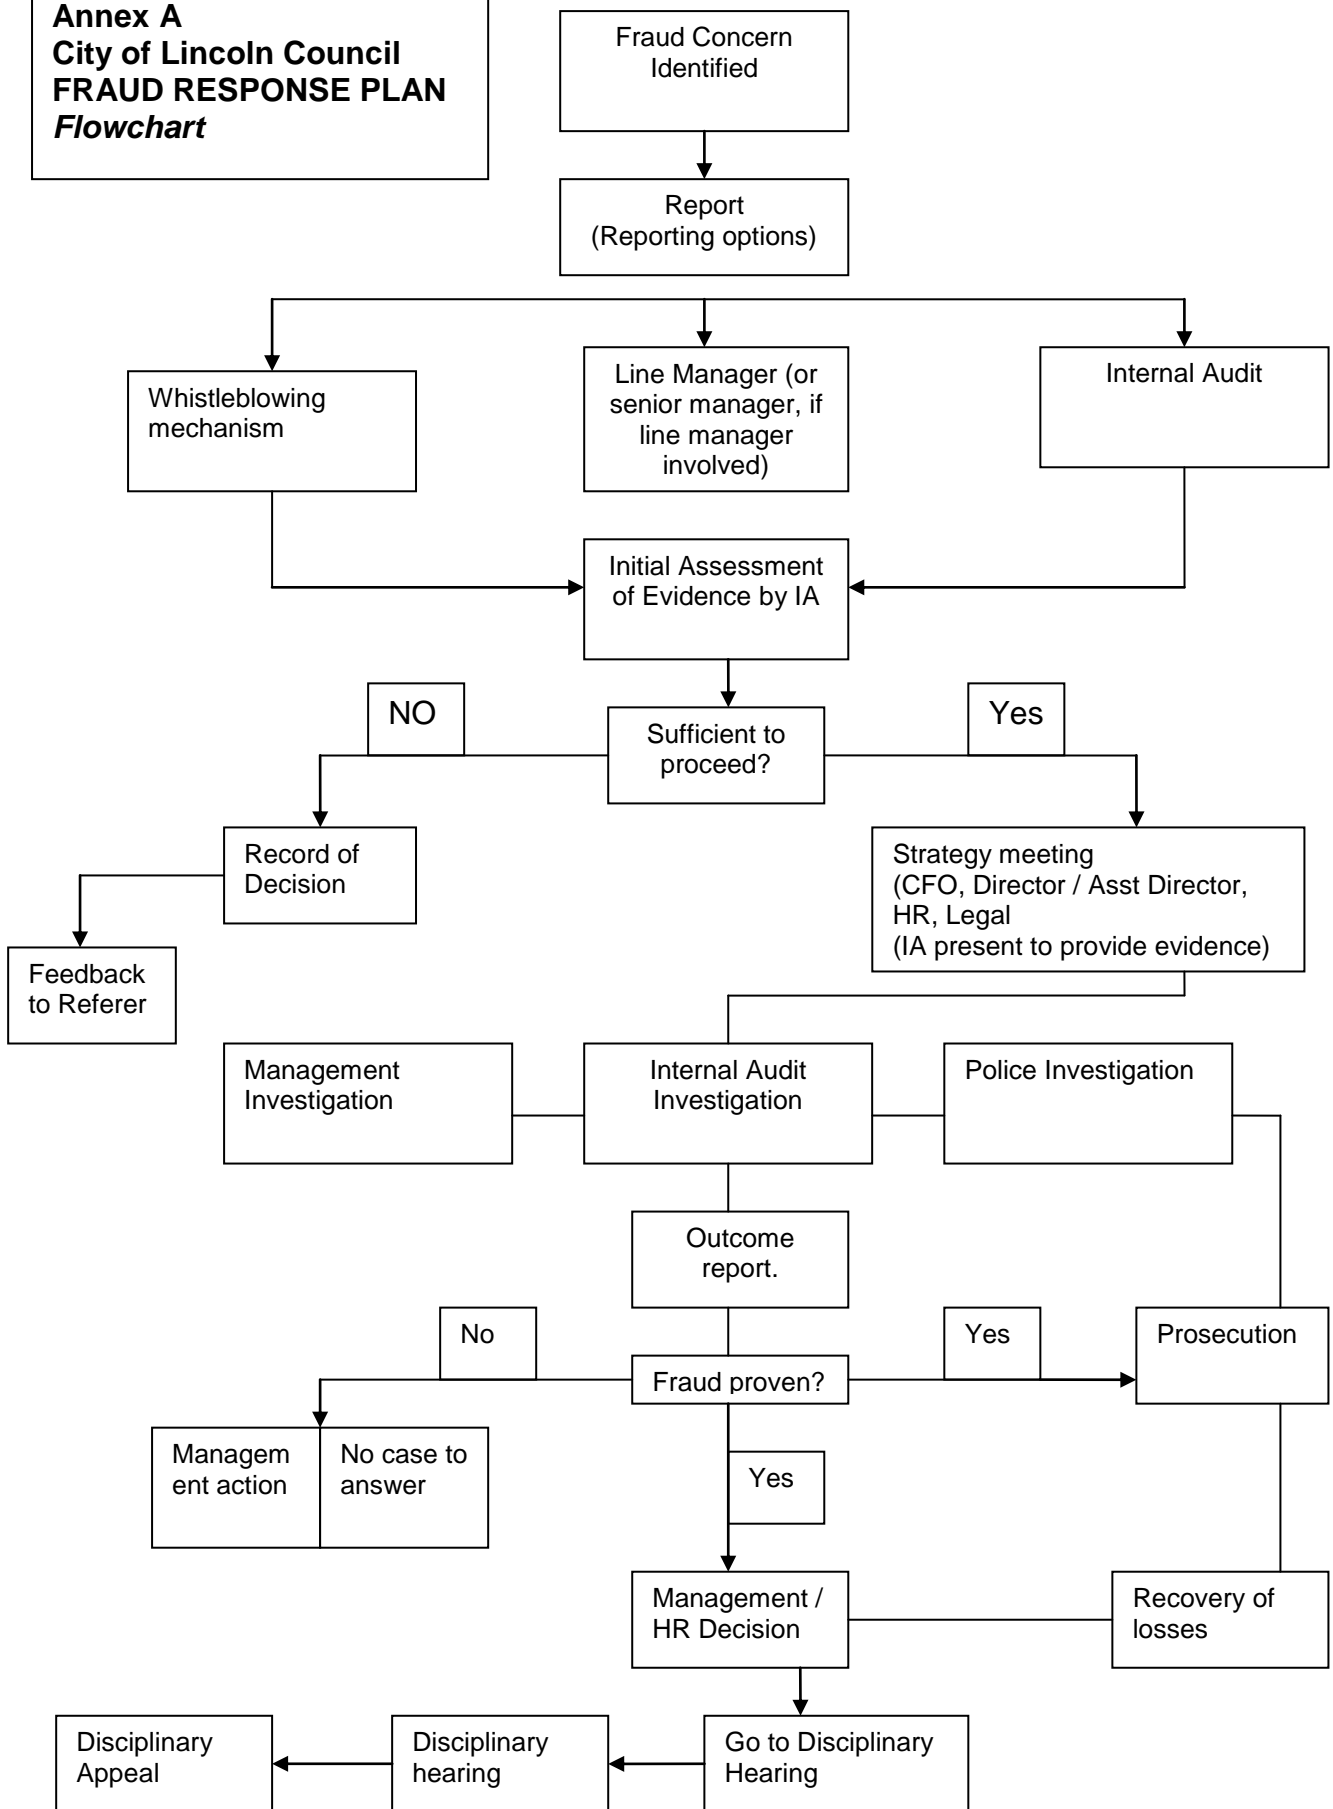 Annex A
City of Lincoln Council
FRAUD RESPONSE PLAN
Flowchart
Fraud Concern
Identified
Report
(Reporting options)
Whistleblowing
mechanism
Line Manager (or
senior manager, if
line manager
involved)
Internal Audit
Initial Assessment
of Evidence by IA
NO
Sufficient to
proceed?
Yes
Record of
Decision
Strategy meeting
(CFO, Director / Asst Director,
HR, Legal
(IA present to provide evidence)
Feedback
to Referer
Management
Investigation
Internal Audit
Investigation
Police Investigation
Outcome
report.
No
Yes
Prosecution
Fraud proven?
Managem
ent action
No case to
answer
Yes
Management /
HR Decision
Recovery of
losses
Disciplinary
Appeal
Disciplinary
hearing
Go to Disciplinary
Hearing